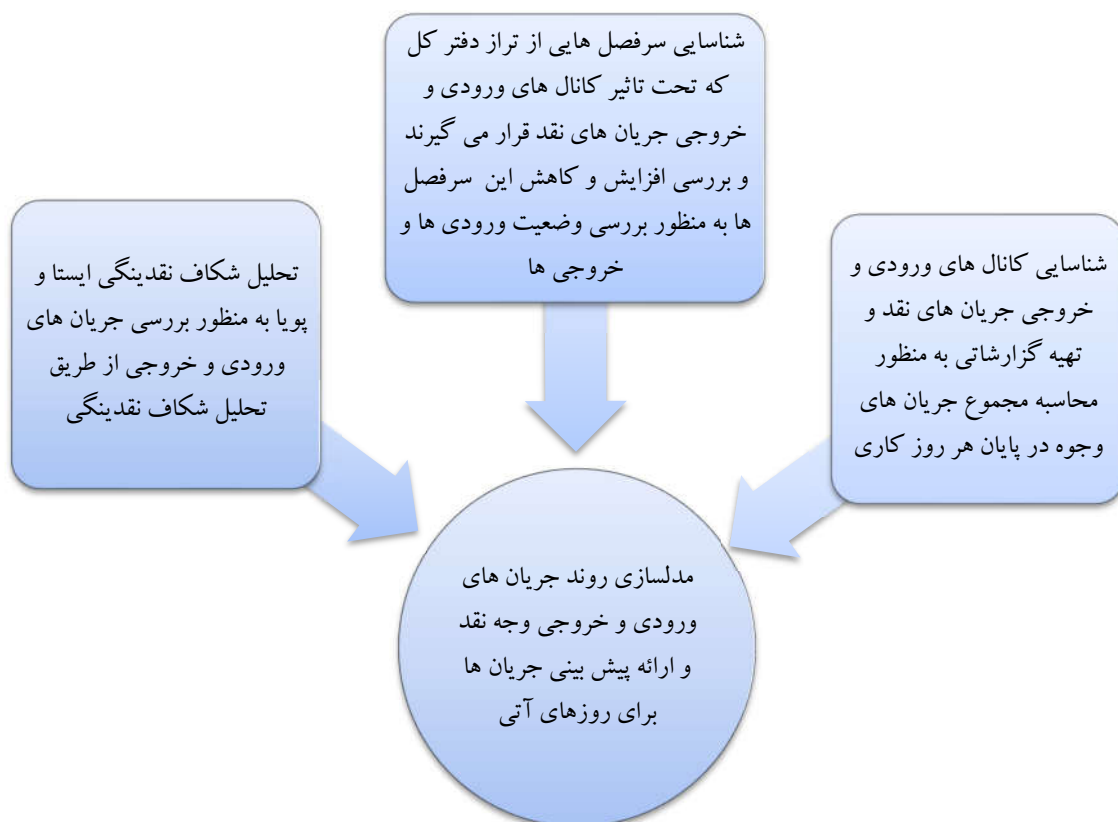 شناسایی سرفصل هایی از تراز دفتر کل
که تحت تاثیر کانال های ورودی و
خروجی جریان های نقد قرار می گیرند
و بررسی افزایش و کاهش این سرفصل
ها به منظور بررسی وضعیت ورودی ها و
خروجی ها
شناسایی کانال های ورودی و
خروجی جریان های نقد و
تهیه گزارشاتی به منظور
محاسبه مجموع جریان های
وجوه در پایان هر روز کاری
تحلیل شکاف نقدینگی ایستا و
پویا به منظور بررسی جریان های
ورودی و خروجی از طریق
تحلیل شکاف نقدینگی
مدلسازی روند جریان های
ورودی و خروجی وجه نقد
و ارائه پیش بینی جریان ها
برای روزهای آتی